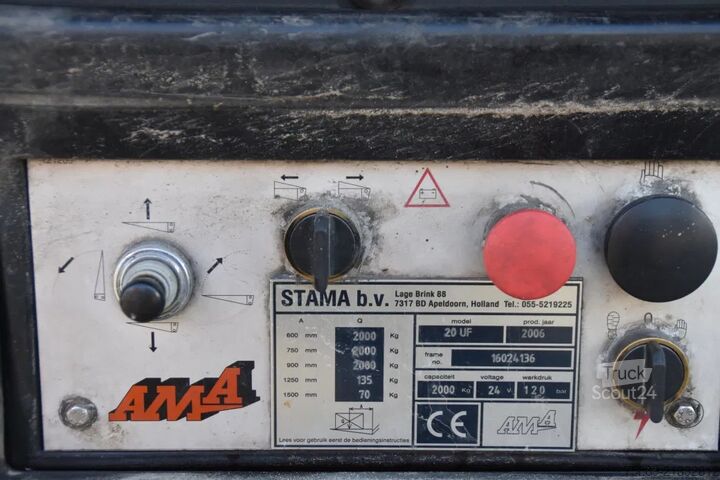 STAMA b.v. Lage Brink 88
7317 BD Apeldoorn, Holland Tel.: 055-5219225
A Q model prod. jaar
600 mm 2000 Kg 20 UF 2006
750 mm 2000 Kg frame no. 16024136
900 mm 2000 Kg
1250 mm 135 Kg capaciteit voltage werkdruk
1500 mm 70 Kg 2000 Kg 24 v. 120 bar
CE AMA
Lees voor gebruik eerst de bedieningsinstructies
AMA
Truck
Scout24